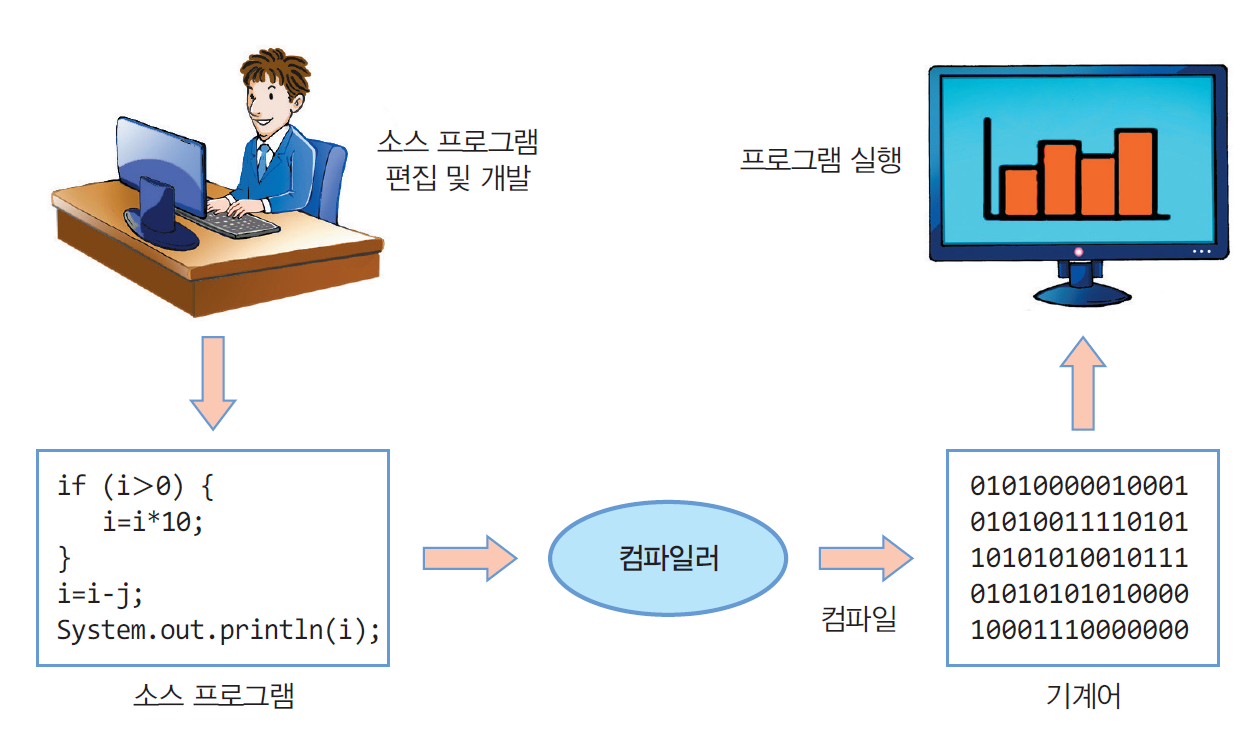 소스 프로그램
편집 및 개발
프로그램 실행
if (i>0) {
   i=i*10;
}
i=i-j;
System.out.println(i);
소스 프로그램
컴파일러
컴파일
01010000010001
01010011110101
10101010010111
01010101010000
10001110000000
기계어